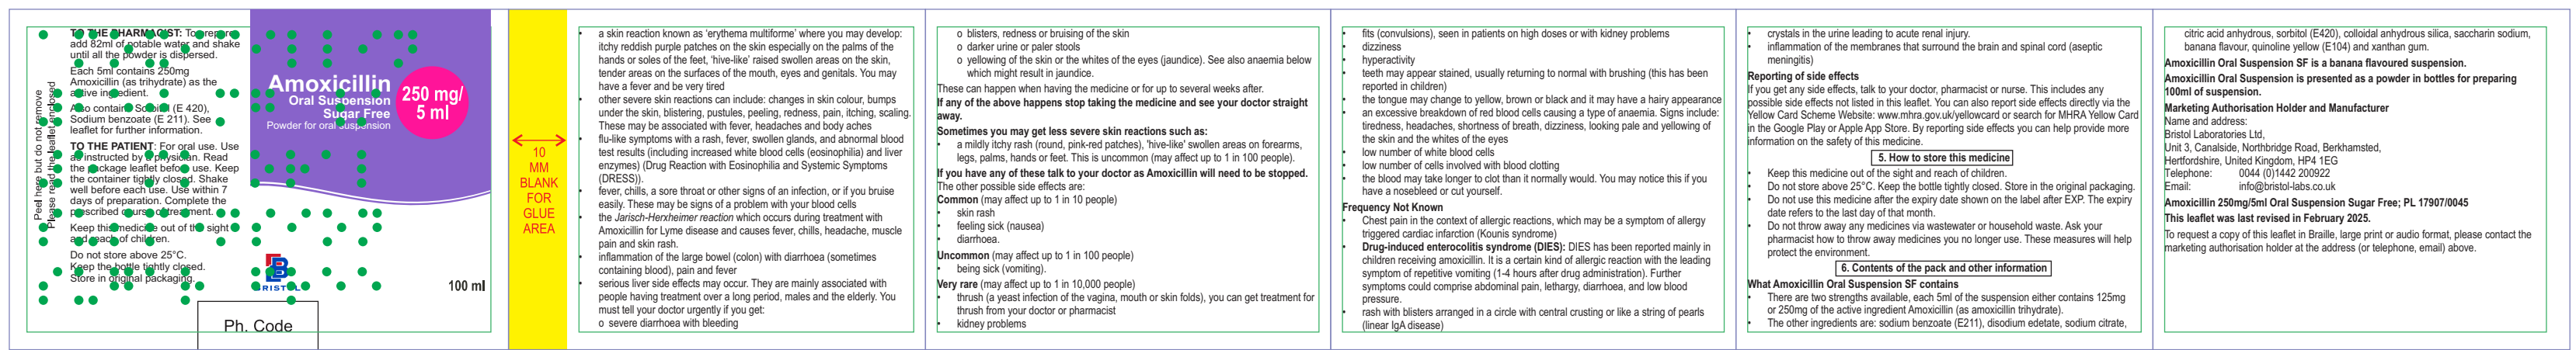 Peel here but do not remove
Please read the leaflet enclosed
TO THE PHARMACIST: To prepare,
add 82ml of potable water and shake
until all the powder is dispersed.
Each 5ml contains 250mg
Amoxicillin (as trihydrate) as the
active ingredient.
Also contains Sorbitol (E 420),
Sodium benzoate (E 211). See
leaflet for further information.
TO THE PATIENT: For oral use. Use
as instructed by a physician. Read
the package leaflet before use. Keep
the container tightly closed. Shake
well before each use. Use within 7
days of preparation. Complete the
prescribed course of treatment.
Keep this medicine out of the sight
and reach of children.
Do not store above 25°C.
Keep the bottle tightly closed.
Store in original packaging.
Amoxicillin
Oral Suspension
Sugar Free
Powder for oral suspension
250 mg/
5 ml
BRISTOL
100 ml
Ph. Code
10
MM
BLANK
FOR
GLUE
AREA
• a skin reaction known as ‘erythema multiforme’ where you may develop:
itchy reddish purple patches on the skin especially on the palms of the
hands or soles of the feet, ‘hive-like’ raised swollen areas on the skin,
tender areas on the surfaces of the mouth, eyes and genitals. You may
have a fever and be very tired
• other severe skin reactions can include: changes in skin colour, bumps
under the skin, blistering, pustules, peeling, redness, pain, itching, scaling.
These may be associated with fever, headaches and body aches
• flu-like symptoms with a rash, fever, swollen glands, and abnormal blood
test results (including increased white blood cells (eosinophilia) and liver
enzymes) (Drug Reaction with Eosinophilia and Systemic Symptoms
(DRESS)).
• fever, chills, a sore throat or other signs of an infection, or if you bruise
easily. These may be signs of a problem with your blood cells
• the Jarisch-Herxheimer reaction which occurs during treatment with
Amoxicillin for Lyme disease and causes fever, chills, headache, muscle
pain and skin rash.
• inflammation of the large bowel (colon) with diarrhoea (sometimes
containing blood), pain and fever
• serious liver side effects may occur. They are mainly associated with
people having treatment over a long period, males and the elderly. You
must tell your doctor urgently if you get:
o severe diarrhoea with bleeding
o blisters, redness or bruising of the skin
o darker urine or paler stools
o yellowing of the skin or the whites of the eyes (jaundice). See also anaemia below
which might result in jaundice.
These can happen when having the medicine or for up to several weeks after.
If any of the above happens stop taking the medicine and see your doctor straight
away.
Sometimes you may get less severe skin reactions such as:
• a mildly itchy rash (round, pink-red patches), 'hive-like' swollen areas on forearms,
legs, palms, hands or feet. This is uncommon (may affect up to 1 in 100 people).
If you have any of these talk to your doctor as Amoxicillin will need to be stopped.
The other possible side effects are:
Common (may affect up to 1 in 10 people)
• skin rash
• feeling sick (nausea)
• diarrhoea.
Uncommon (may affect up to 1 in 100 people)
• being sick (vomiting).
Very rare (may affect up to 1 in 10,000 people)
• thrush (a yeast infection of the vagina, mouth or skin folds), you can get treatment for
thrush from your doctor or pharmacist
• kidney problems
• fits (convulsions), seen in patients on high doses or with kidney problems
• dizziness
• hyperactivity
• teeth may appear stained, usually returning to normal with brushing (this has been
reported in children)
• the tongue may change to yellow, brown or black and it may have a hairy appearance
• an excessive breakdown of red blood cells causing a type of anaemia. Signs include:
tiredness, headaches, shortness of breath, dizziness, looking pale and yellowing of
the skin and the whites of the eyes
• low number of white blood cells
• low number of cells involved with blood clotting
• the blood may take longer to clot than it normally would. You may notice this if you
have a nosebleed or cut yourself.
Frequency Not Known
• Chest pain in the context of allergic reactions, which may be a symptom of allergy
triggered cardiac infarction (Kounis syndrome)
• Drug-induced enterocolitis syndrome (DIES): DIES has been reported mainly in
children receiving amoxicillin. It is a certain kind of allergic reaction with the leading
symptom of repetitive vomiting (1-4 hours after drug administration). Further
symptoms could comprise abdominal pain, lethargy, diarrhoea, and low blood
pressure.
• rash with blisters arranged in a circle with central crusting or like a string of pearls
(linear IgA disease)
• crystals in the urine leading to acute renal injury.
• inflammation of the membranes that surround the brain and spinal cord (aseptic
meningitis)
Reporting of side effects
If you get any side effects, talk to your doctor, pharmacist or nurse. This includes any
possible side effects not listed in this leaflet. You can also report side effects directly via the
Yellow Card Scheme Website: www.mhra.gov.uk/yellowcard or search for MHRA Yellow Card
in the Google Play or Apple App Store. By reporting side effects you can help provide more
information on the safety of this medicine.
5. How to store this medicine
• Keep this medicine out of the sight and reach of children.
• Do not store above 25°C. Keep the bottle tightly closed. Store in the original packaging.
• Do not use this medicine after the expiry date shown on the label after EXP. The expiry
date refers to the last day of that month.
• Do not throw away any medicines via wastewater or household waste. Ask your
pharmacist how to throw away medicines you no longer use. These measures will help
protect the environment.
6. Contents of the pack and other information
What Amoxicillin Oral Suspension SF contains
• There are two strengths available, each 5ml of the suspension either contains 125mg
or 250mg of the active ingredient Amoxicillin (as amoxicillin trihydrate).
• The other ingredients are: sodium benzoate (E211), disodium edetate, sodium citrate,
citric acid anhydrous, sorbitol (E420), colloidal anhydrous silica, saccharin sodium,
banana flavour, quinoline yellow (E104) and xanthan gum.
Amoxicillin Oral Suspension SF is a banana flavoured suspension.
Amoxicillin Oral Suspension is presented as a powder in bottles for preparing
100ml of suspension.
Marketing Authorisation Holder and Manufacturer
Name and address:
Bristol Laboratories Ltd,
Unit 3, Canalside, Northbridge Road, Berkhamsted,
Hertfordshire, United Kingdom, HP4 1EG
Telephone: 0044 (0)1442 200922
Email: info@bristol-labs.co.uk
Amoxicillin 250mg/5ml Oral Suspension Sugar Free; PL 17907/0045
This leaflet was last revised in February 2025.
To request a copy of this leaflet in Braille, large print or audio format, please contact the
marketing authorisation holder at the address (or telephone, email) above.